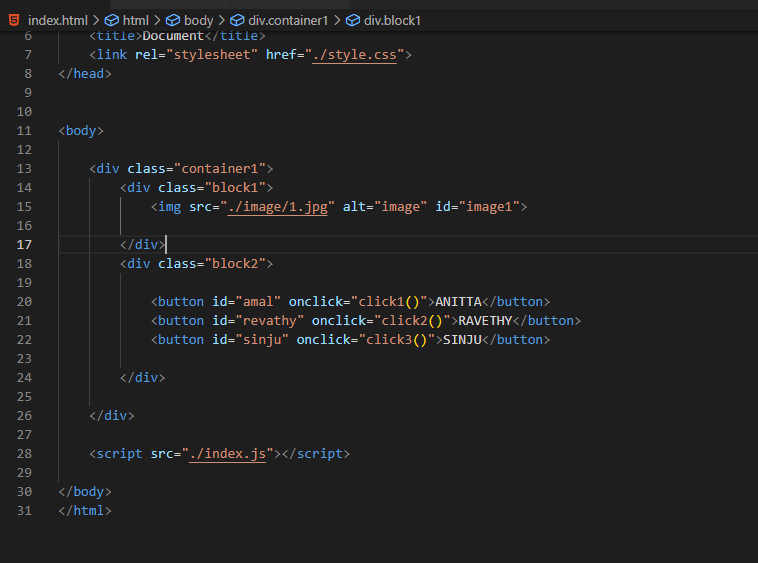 index.html > html > body > div.container1 > div.block1
6 <title>Document</title>
7 <link rel="stylesheet" href="./style.css">
8 </head>
9
10
11 <body>
12
13 <div class="container1">
14 <div class="block1">
15 <img src="./image/1.jpg" alt="image" id="image1">
16
17 </div>
18 <div class="block2">
19
20 <button id="amal" onclick="click1()">ANITTA</button>
21 <button id="revathy" onclick="click2()">RAVETHY</button>
22 <button id="sinju" onclick="click3()">SINJU</button>
23
24 </div>
25
26 </div>
27
28 <script src="./index.js"></script>
29
30 </body>
31 </html>